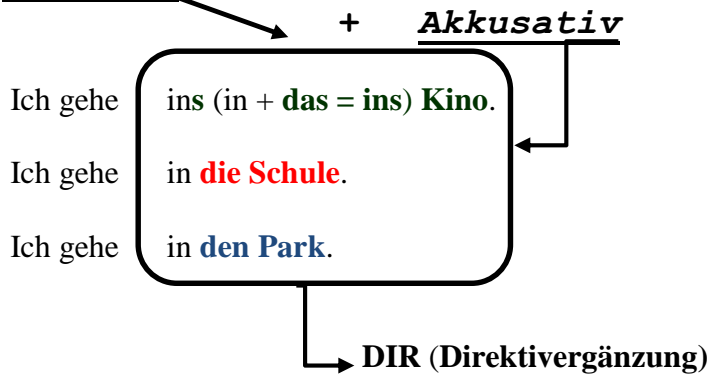 + Akkusativ
Ich gehe ins (in + das = ins) Kino.
Ich gehe in die Schule.
Ich gehe in den Park.
DIR (Direktivergänzung)